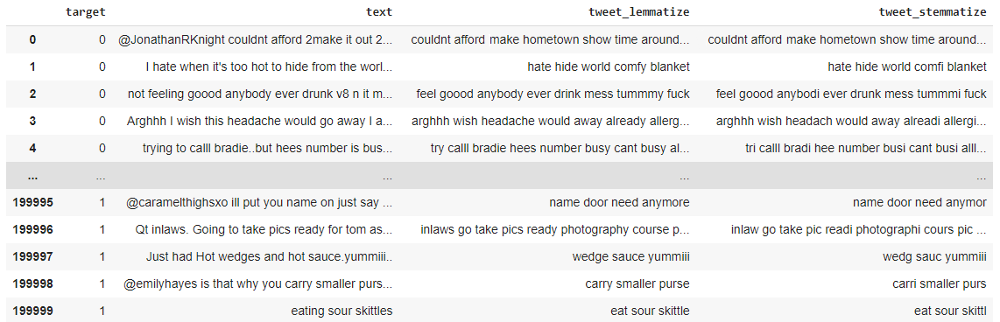 target text tweet_lemmatize tweet_stemmatize
0 0 @JonathanRKnight couldnt afford 2make it out 2... couldnt afford make hometown show time around... couldnt afford make hometown show time around...
1 0 I hate when it's too hot to hide from the worl... hate hide world comfy blanket hate hide world comfi blanket
2 0 not feeling goood anybody ever drunk v8 n it m... feel goood anybody ever drink mess tummmy fuck feel goood anybodi ever drunk mess tummmi fuck
3 0 Arghhh I wish this headache would go away I a... arghhh wish headache would away already allerg... arghhh wish headach would away alreadi allergi...
4 0 trying to calll bradie..but hees number is bus... try calll bradie hees number busy cant busy al... tri calll bradi hee number busi cant busi alll...
... ... ... ... ...
199995 1 @caramelthighsxo ill put you name on just say ... name door need anymore name door need anymor
199996 1 Qt inlaws. Going to take pics ready for tom as... inlaws go take pics ready photography course p... inlaw go take pic readi photographi cours pic ...
199997 1 Just had Hot wedges and hot sauce.yummiii.. wedge sauce yummiii wedg sauc yummiii
199998 1 @emilyhayes is that why you carry smaller purs... carry smaller purse carri smaller purs
199999 1 eating sour skittles eat sour skittle eat sour skittl